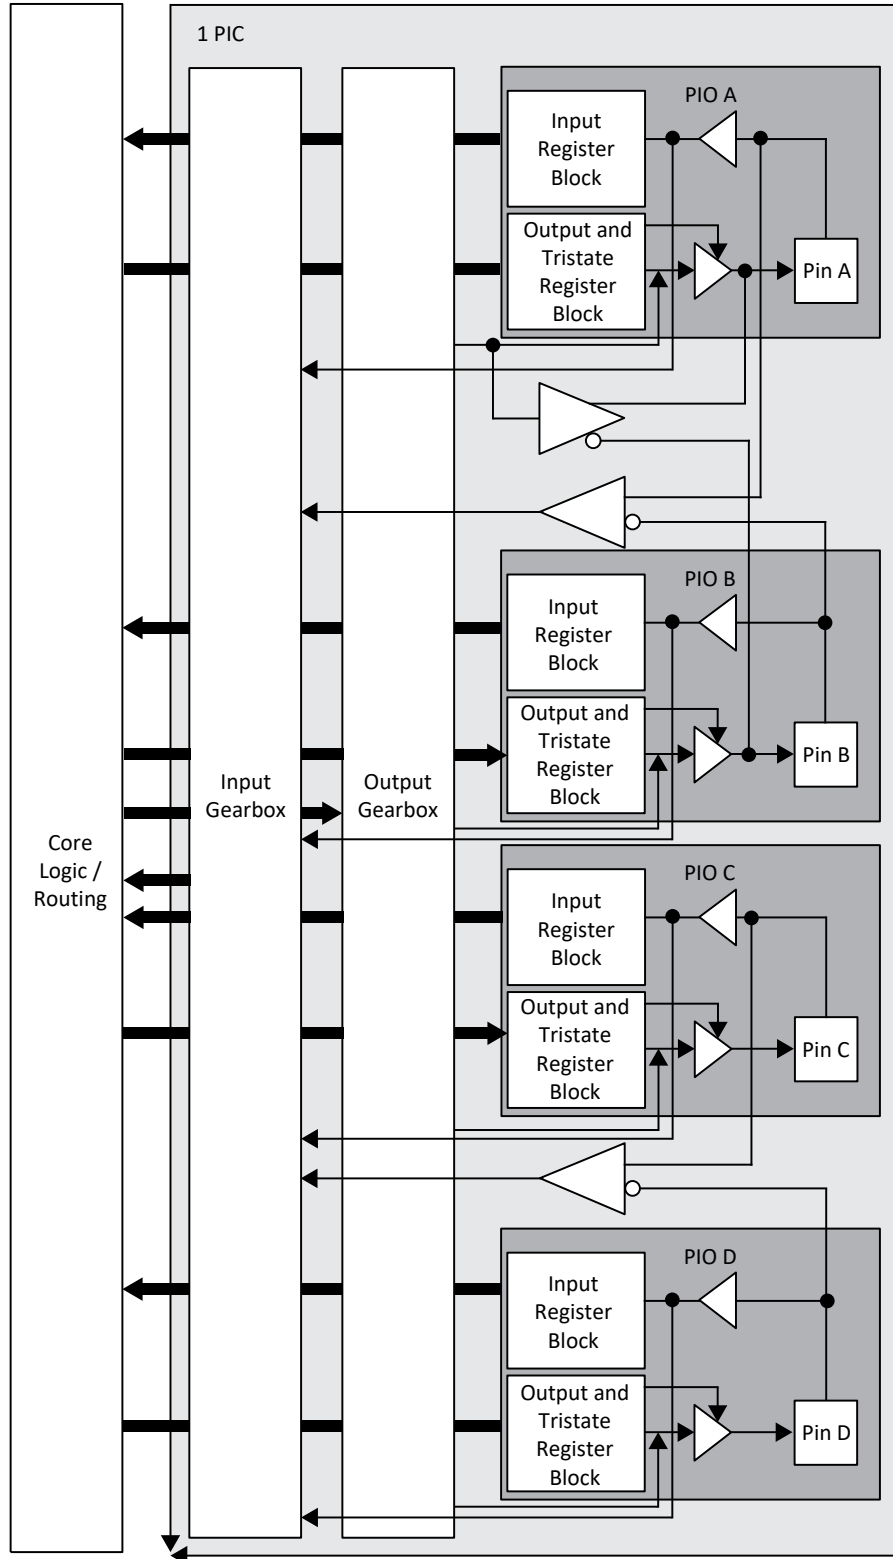 1 PIC
PIO A
Input
Register
Block
Output and
Tristate
Register
Block
Pin A
PIO B
Input
Register
Block
Output and
Tristate
Register
Block
Pin B
Input
Gearbox
Output
Gearbox
Core
Logic /
Routing
PIO C
Input
Register
Block
Output and
Tristate
Register
Block
Pin C
PIO D
Input
Register
Block
Output and
Tristate
Register
Block
Pin D